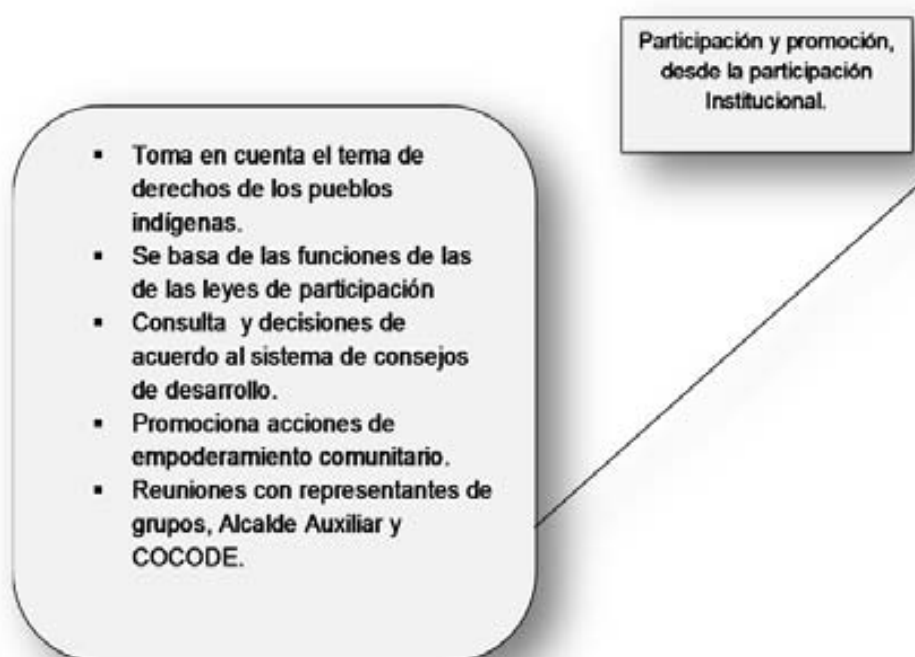 Participación y promoción,
desde la participación
Institucional.
▪ Toma en cuenta el tema de
derechos de los pueblos
indígenas.
▪ Se basa de las funciones de las
de las leyes de participación
▪ Consulta y decisiones de
acuerdo al sistema de consejos
de desarrollo.
▪ Promociona acciones de
empoderamiento comunitario.
▪ Reuniones con representantes de
grupos, Alcalde Auxiliar y
COCODE.